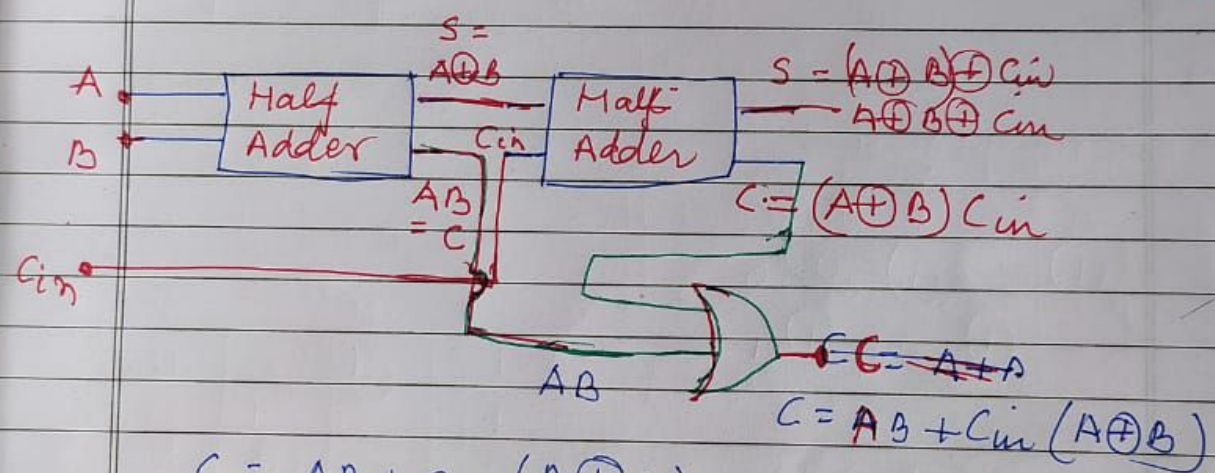 S =
A⊕B
A
B
Half
Adder
Cin
Half
Adder
S = (A⊕B)⊕Cin
A⊕B⊕Cin
AB
= C
C = (A⊕B) Cin
Cin
AB
C =
C = AB + Cin (A⊕B)